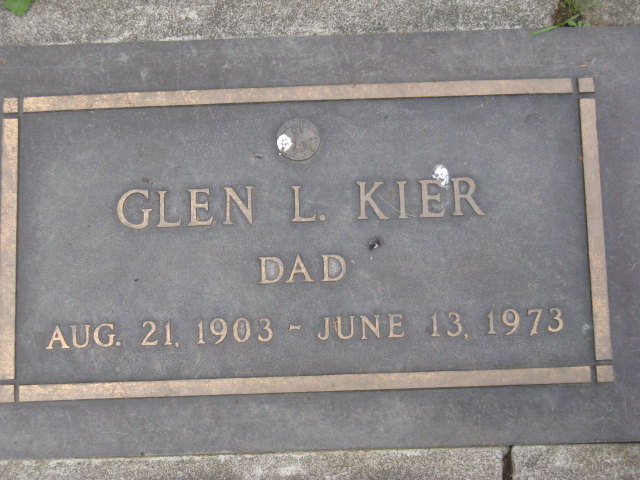 GLEN L. KIER
DAD
AUG. 21, 1903 - JUNE 13, 1973